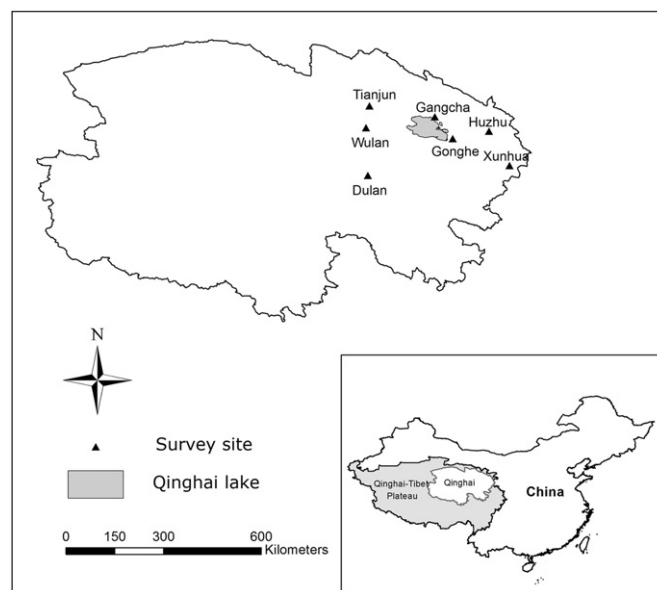 Tianjun
Gangcha
Huzhu
Wulan
Gonghe
Xunhua
Dulan
N
Survey site
Qinghai lake
0 150 300 600
Kilometers
Qinghai-Tibet
Plateau
Qinghai
China